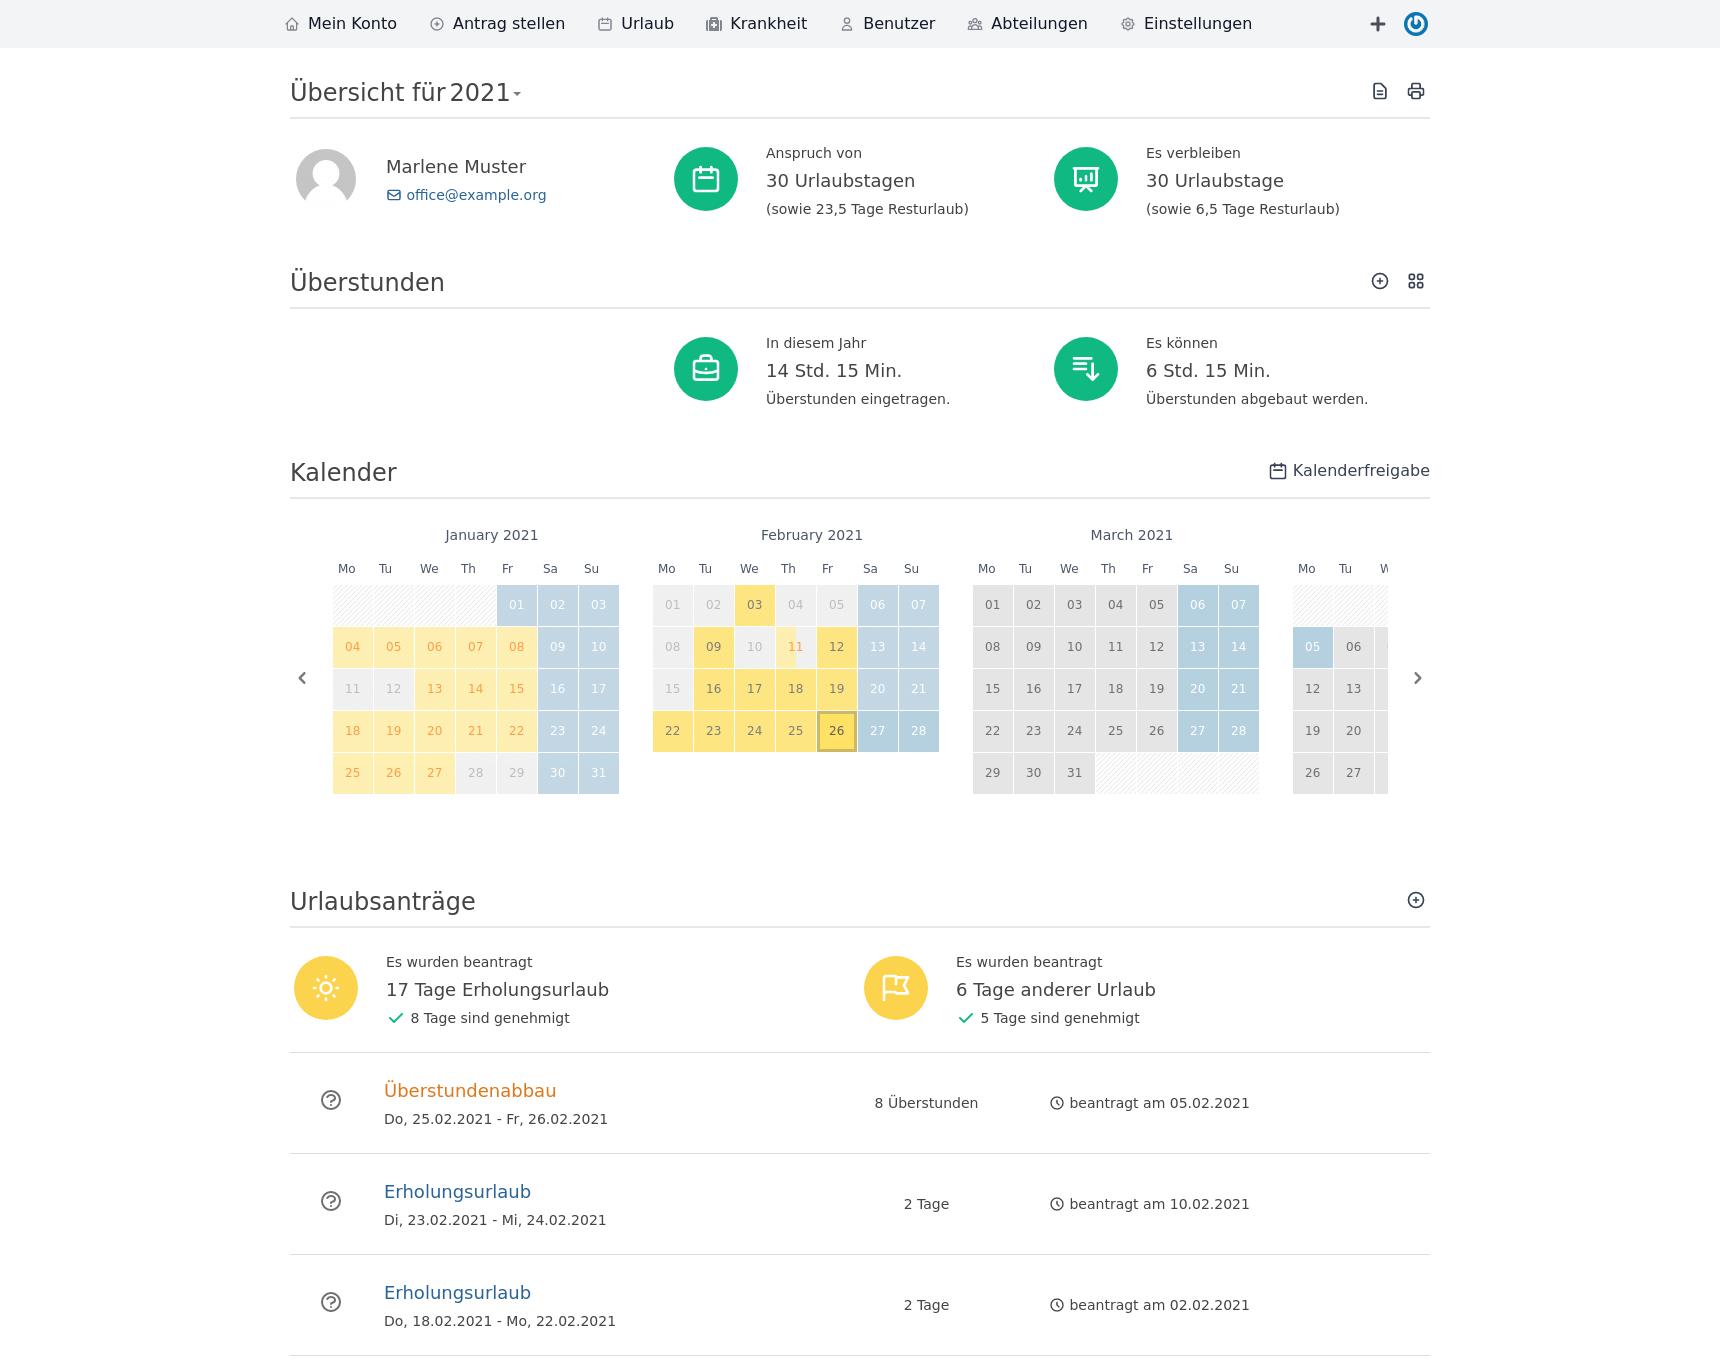 Mein Konto Antrag stellen Urlaub Krankheit Benutzer Abteilungen Einstellungen
Übersicht für 2021
Marlene Muster
office@example.org
Anspruch von
30 Urlaubstagen
(sowie 23,5 Tage Resturlaub)
Es verbleiben
30 Urlaubstage
(sowie 6,5 Tage Resturlaub)
Überstunden
In diesem Jahr
14 Std. 15 Min.
Überstunden eingetragen.
Es können
6 Std. 15 Min.
Überstunden abgebaut werden.
Kalender
Kalenderfreigabe
January 2021
Mo Tu We Th Fr Sa Su
01 02 03
04 05 06 07 08 09 10
11 12 13 14 15 16 17
18 19 20 21 22 23 24
25 26 27 28 29 30 31
February 2021
Mo Tu We Th Fr Sa Su
01 02 03 04 05 06 07
08 09 10 11 12 13 14
15 16 17 18 19 20 21
22 23 24 25 26 27 28
March 2021
Mo Tu We Th Fr Sa Su
01 02 03 04 05 06 07
08 09 10 11 12 13 14
15 16 17 18 19 20 21
22 23 24 25 26 27 28
29 30 31
Mo Tu
05 06
12 13
19 20
26 27
Urlaubsanträge
Es wurden beantragt
17 Tage Erholungsurlaub
8 Tage sind genehmigt
Es wurden beantragt
6 Tage anderer Urlaub
5 Tage sind genehmigt
Überstundenabbau
Do, 25.02.2021 - Fr, 26.02.2021
8 Überstunden
beantragt am 05.02.2021
Erholungsurlaub
Di, 23.02.2021 - Mi, 24.02.2021
2 Tage
beantragt am 10.02.2021
Erholungsurlaub
Do, 18.02.2021 - Mo, 22.02.2021
2 Tage
beantragt am 02.02.2021